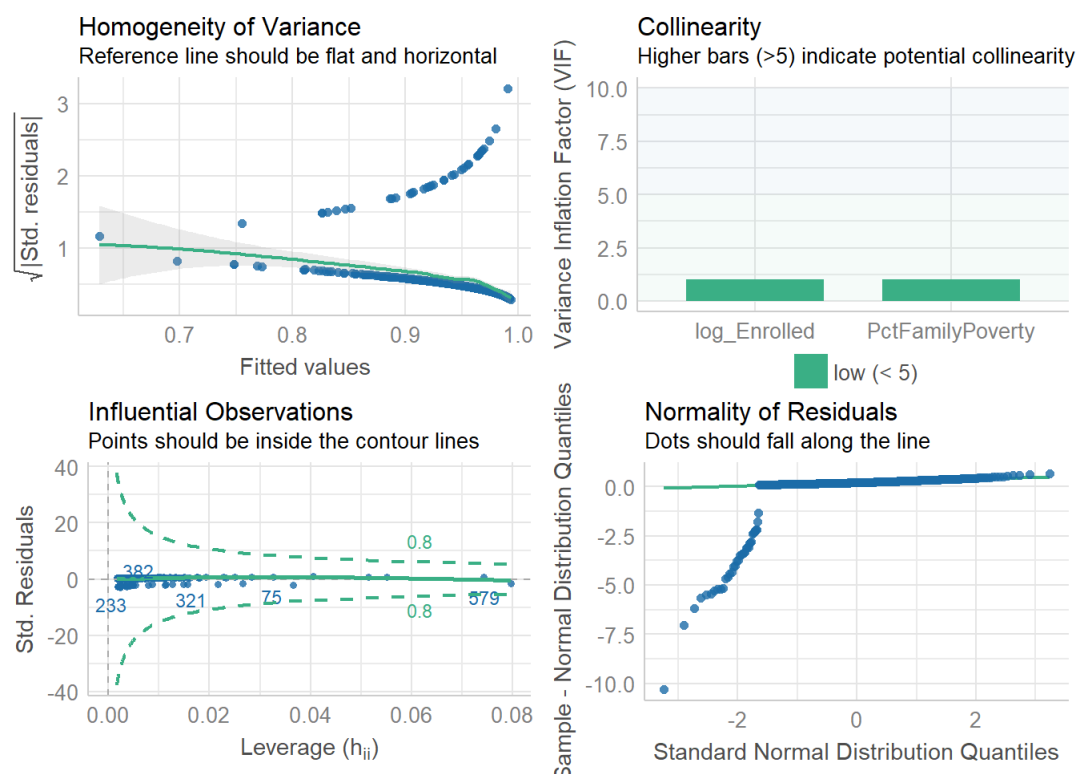 Homogeneity of Variance
Reference line should be flat and horizontal
√|Std. residuals|
3
2
1
0.7
0.8
0.9
1.0
Fitted values
Collinearity
Higher bars (>5) indicate potential collinearity
Variance Inflation Factor (VIF)
10.0
7.5
5.0
2.5
0.0
log_Enrolled
PctFamilyPoverty
low (< 5)
Influential Observations
Points should be inside the contour lines
Std. Residuals
40
20
0
-20
-40
0.8
382
233
321
75
579
0.8
0.00
0.02
0.04
0.06
0.08
Leverage (hii)
Normality of Residuals
Dots should fall along the line
Sample - Normal Distribution Quantiles
0.0
-2.5
-5.0
-7.5
-10.0
-2
0
2
Standard Normal Distribution Quantiles